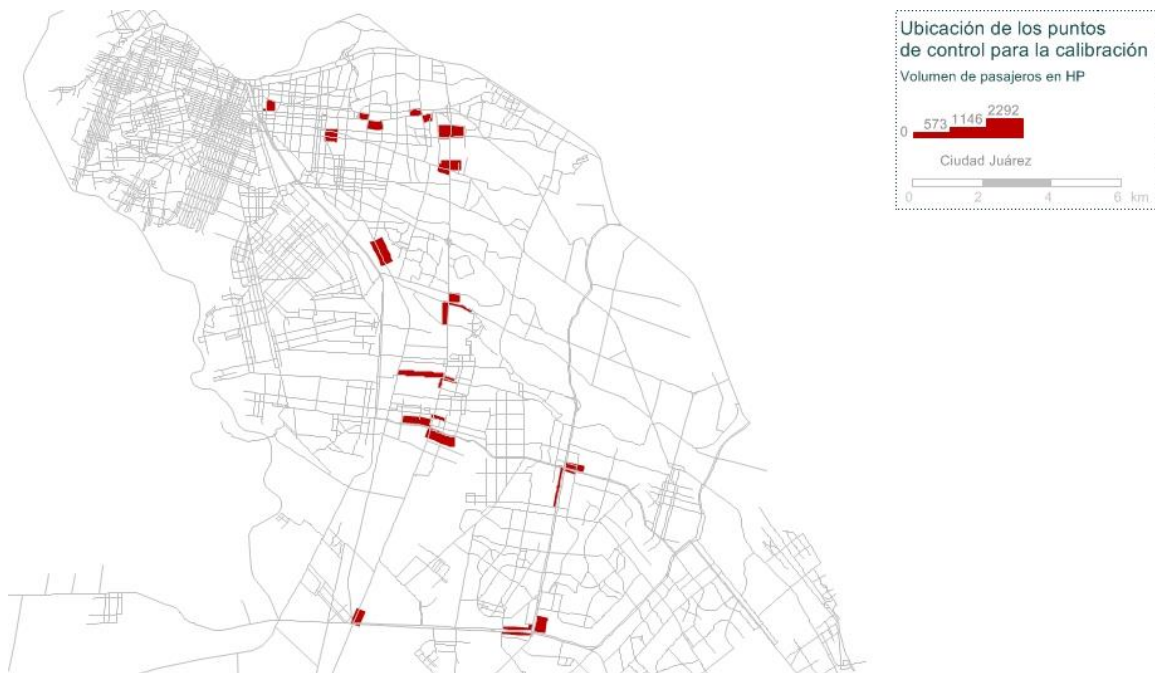 Ubicación de los puntos
de control para la calibración
Volumen de pasajeros en HP
0 573 1146 2292
Ciudad Juárez
0 2 4 6 km